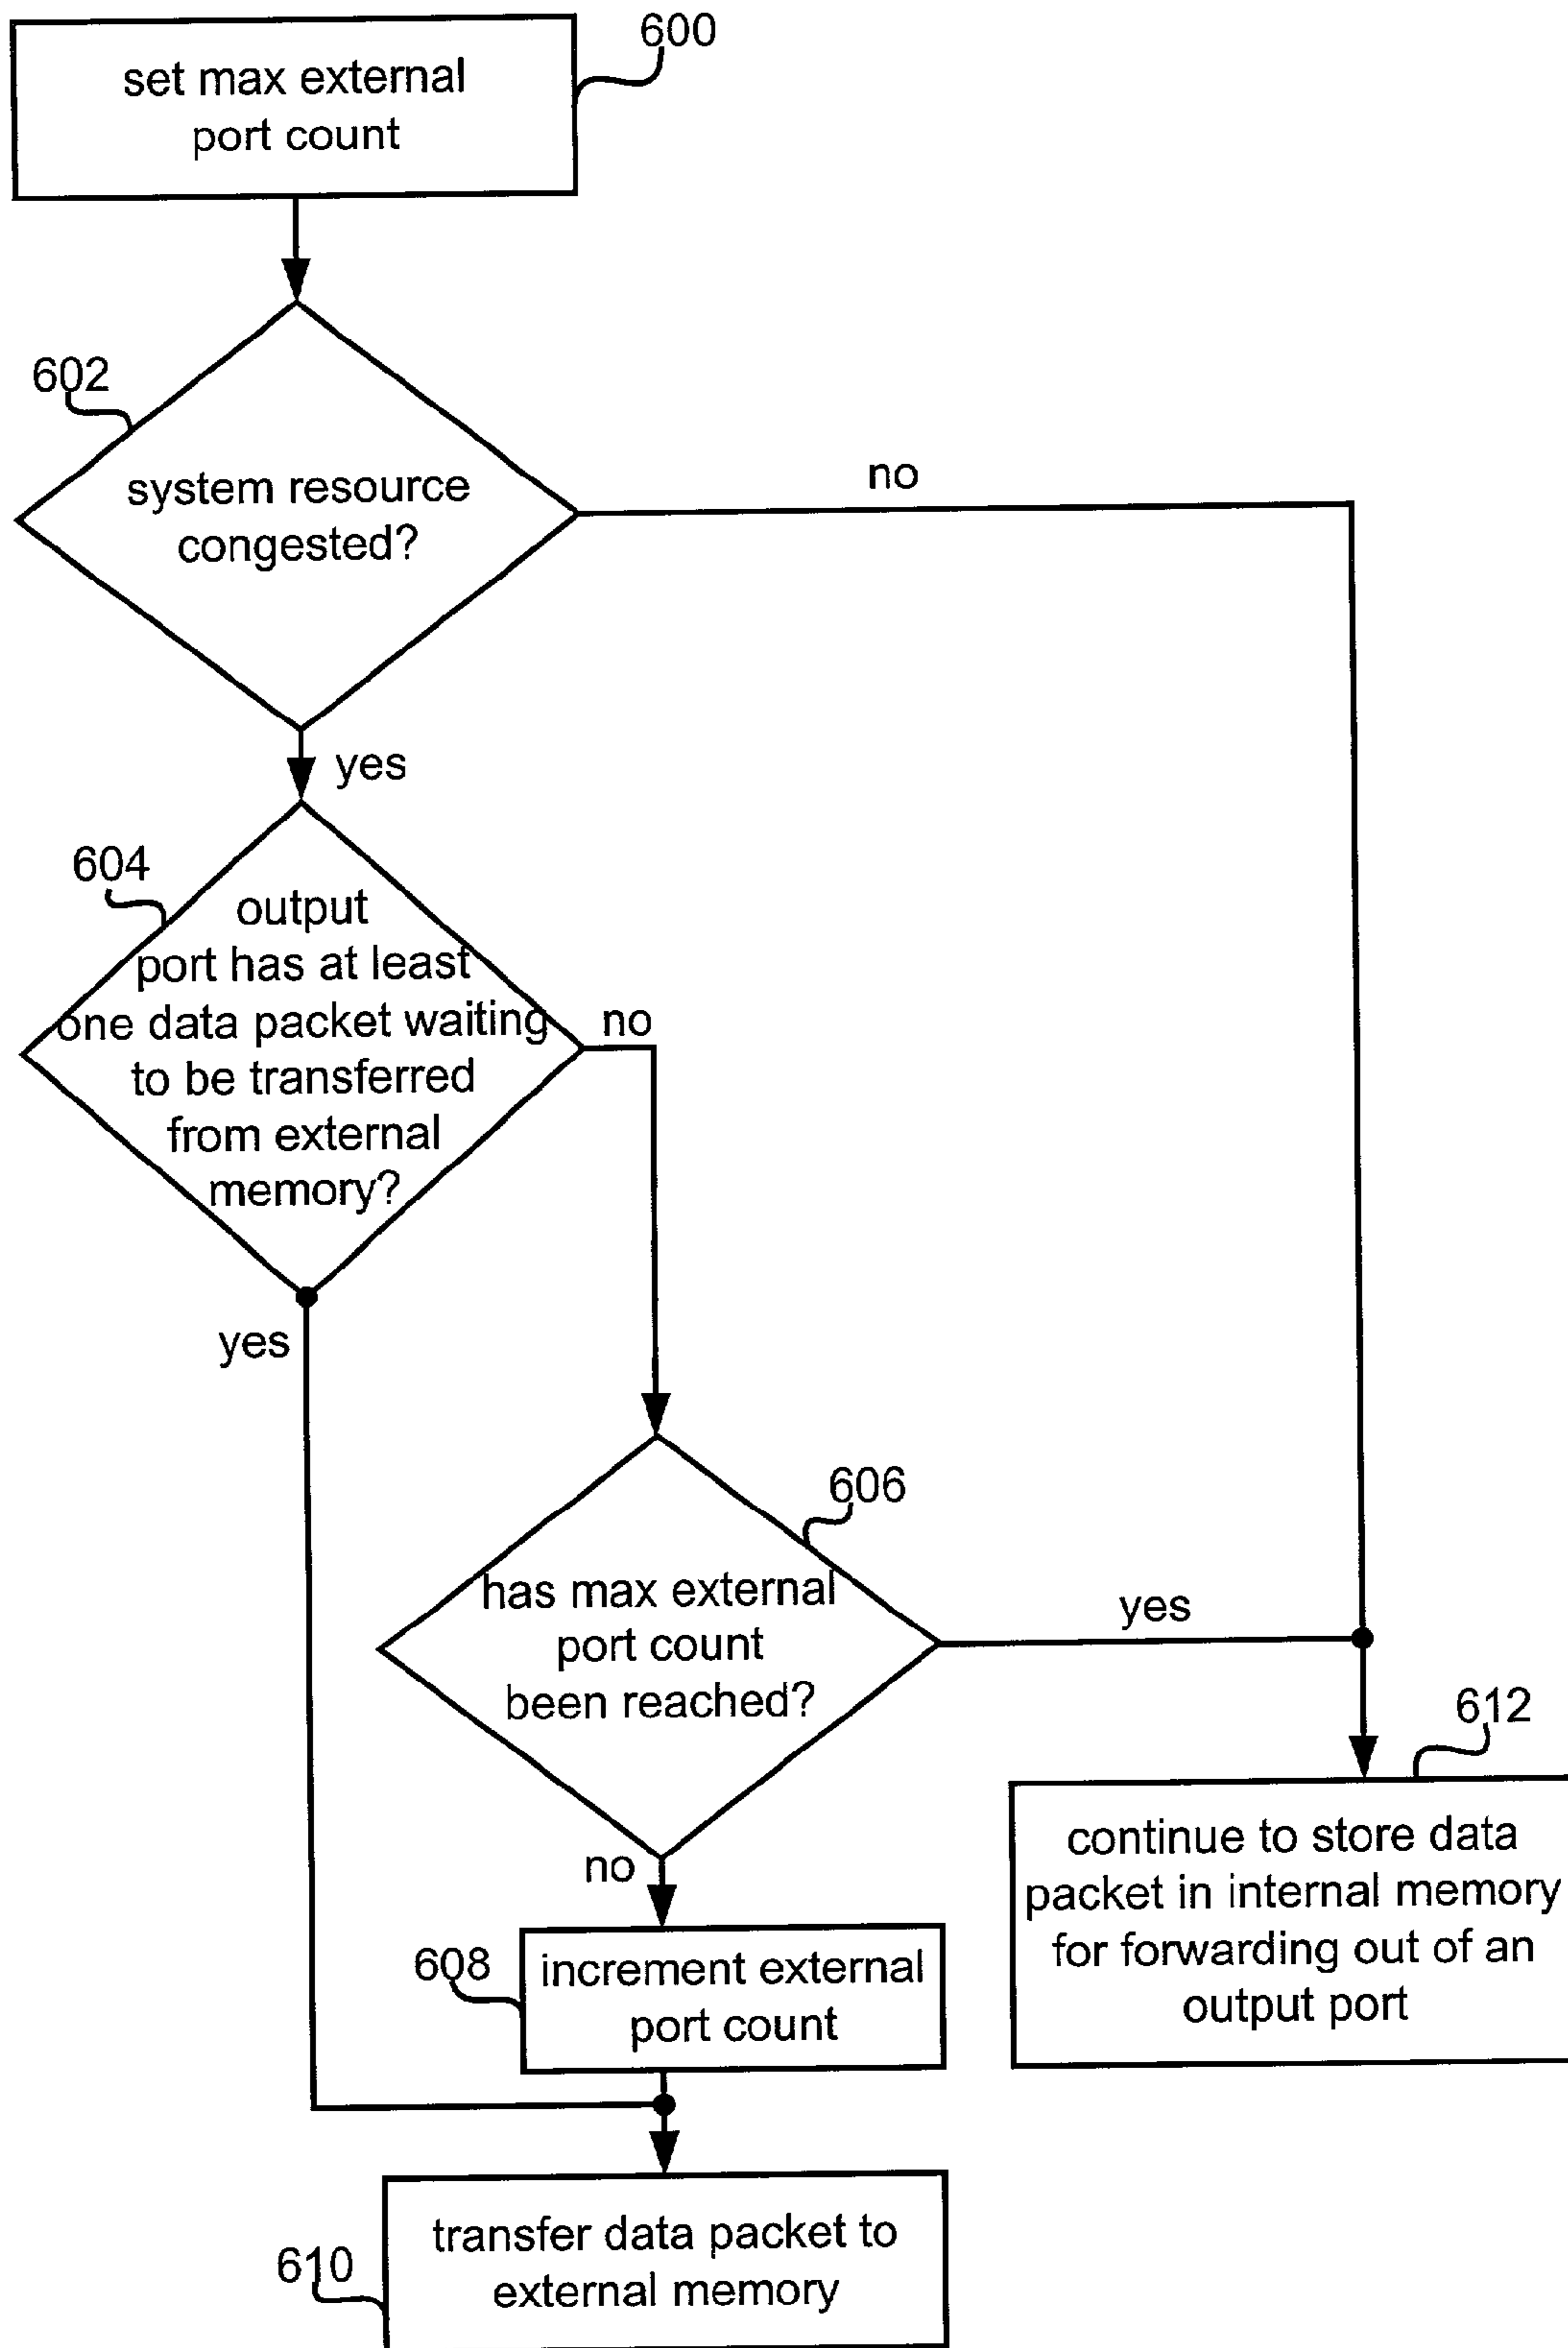 600
set max external
port count
602
system resource
congested?
no
yes
604
output
port has at least
one data packet waiting
to be transferred
from external
memory?
no
yes
606
has max external
port count
been reached?
yes
no
612
continue to store data
packet in internal memory
for forwarding out of an
output port
608
increment external
port count
610
transfer data packet to
external memory